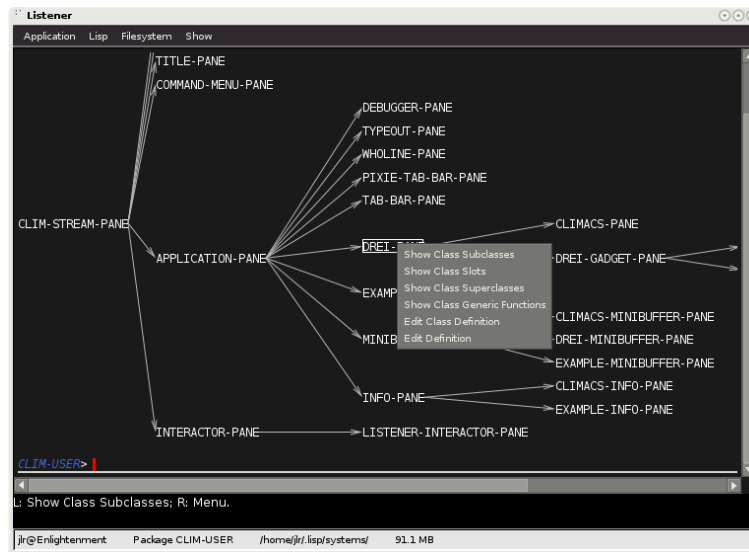 Listener
Application Lisp Filesystem Show
TITLE-PANE
COMMAND-MENU-PANE
DEBUGGER-PANE
TYPEOUT-PANE
WHOLINE-PANE
PIXIE-TAB-BAR-PANE
TAB-BAR-PANE
CLIM-STREAM-PANE
CLIMACS-PANE
DREI-PANE
Show Class Subclasses
APPLICATION-PANE
DREI-GADGET-PANE
Show Class Slots
Show Class Superclasses
EXAMP
Show Class Generic Functions
CLIMACS-MINIBUFFER-PANE
Edit Class Definition
MINIB
Edit Definition
DREI-MINIBUFFER-PANE
EXAMPLE-MINIBUFFER-PANE
CLIMACS-INFO-PANE
INFO-PANE
EXAMPLE-INFO-PANE
INTERACTOR-PANE
LISTENER-INTERACTOR-PANE
CLIM-USER>
L: Show Class Subclasses; R: Menu.
jlr@Enlightenment Package CLIM-USER /home/jlr/.lisp/systems/ 91.1 MB